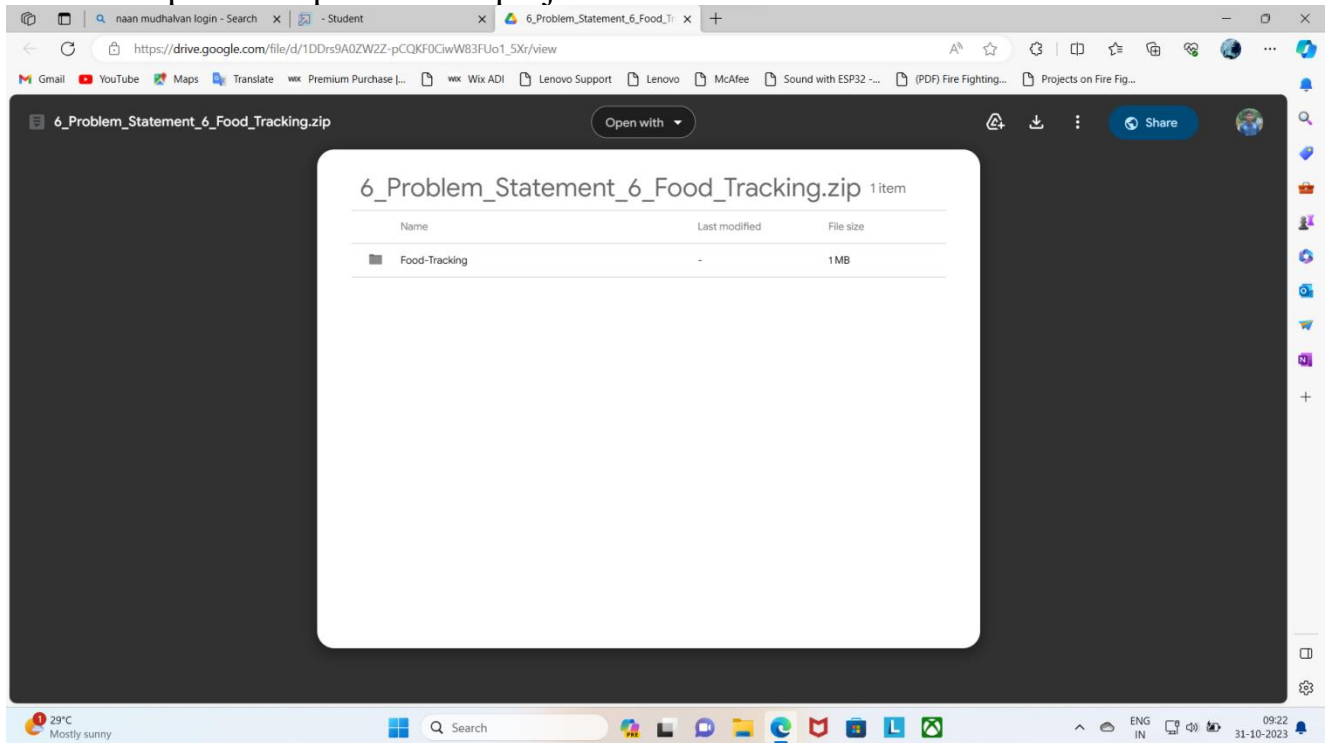 naan mudhalvan login - Search
- Student
6_Problem_Statement_6_Food_Tr
https://drive.google.com/file/d/1DDrs9A0ZW2Z-pCQKF0CiwW83FUo1_5Xr/view
Gmail YouTube Maps Translate Premium Purchase |... Wix ADI Lenovo Support Lenovo McAfee Sound with ESP32 -... (PDF) Fire Fighting... Projects on Fire Fig...
6_Problem_Statement_6_Food_Tracking.zip Open with Share
6_Problem_Statement_6_Food_Tracking.zip 1 item
Name Last modified File size
Food-Tracking - 1 MB
29°C
Mostly sunny
Search
ENG
IN
09:22
31-10-2023